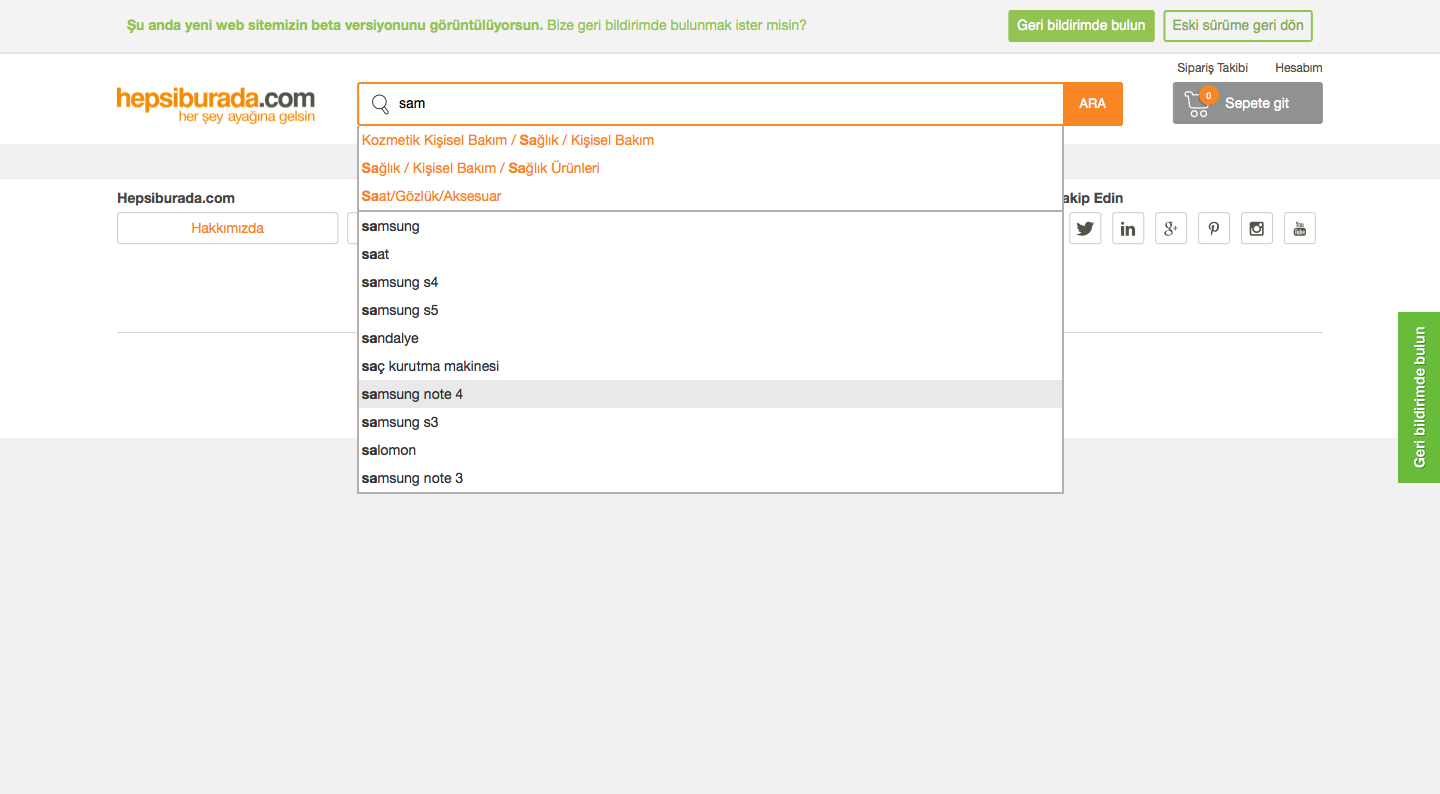 Şu anda yeni web sitemizin beta versiyonunu görüntülüyorsun. Bize geri bildirimde bulunmak ister misin?
Geri bildirimde bulun
Eski sürüme geri dön
Sipariş Takibi
Hesabım
hepsiburada.com
her şey ayağına gelsin
sam
ARA
0
Sepete git
Kozmetik Kişisel Bakım / Sağlık / Kişisel Bakım
Sağlık / Kişisel Bakım / Sağlık Ürünleri
Saat/Gözlük/Aksesuar
Hepsiburada.com
akip Edin
Hakkımızda
samsung
saat
samsung s4
samsung s5
sandalye
saç kurutma makinesi
samsung note 4
samsung s3
salomon
samsung note 3
Geri bildirimde bulun
in
g+
You
Tube